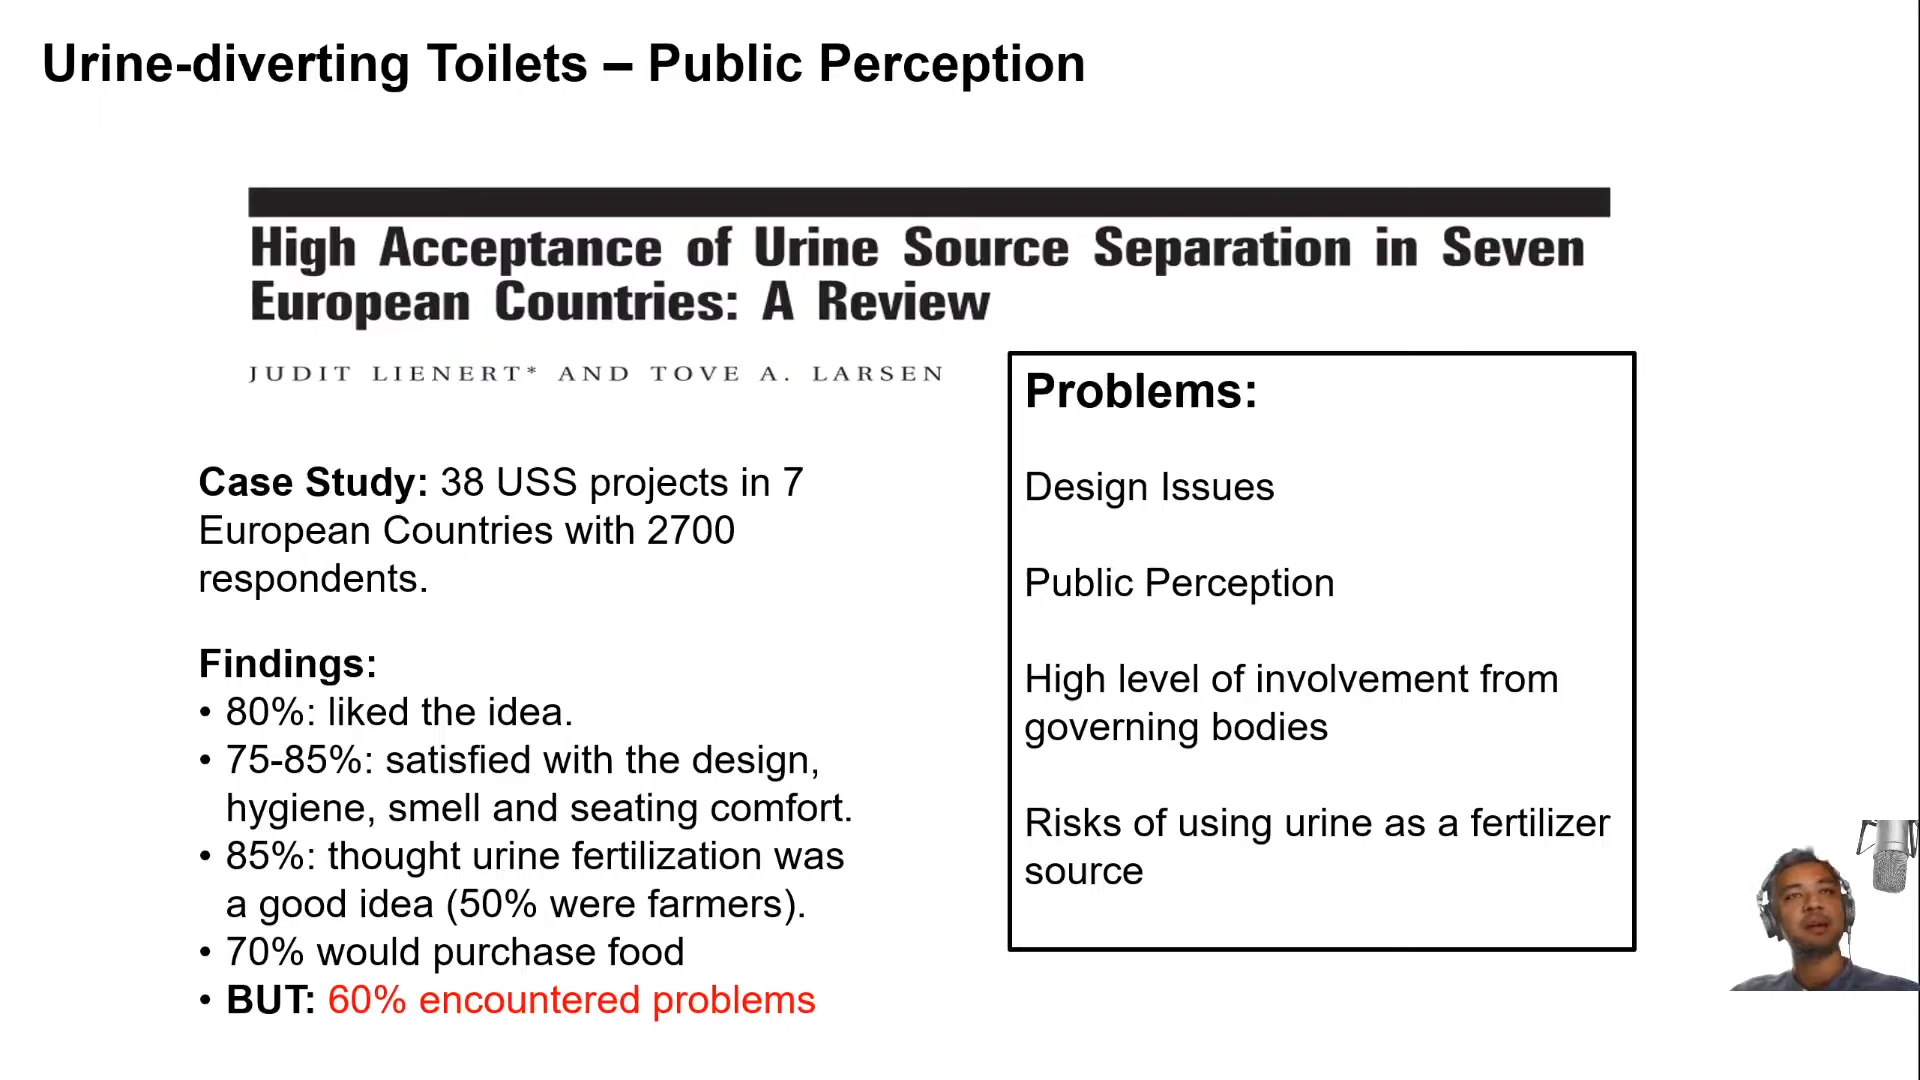 Urine-diverting Toilets – Public Perception
High Acceptance of Urine Source Separation in Seven
European Countries: A Review
JUDIT LIENERT* AND TOVE A. LARSEN
Case Study: 38 USS projects in 7
European Countries with 2700
respondents.
Findings:
• 80%: liked the idea.
• 75-85%: satisfied with the design,
hygiene, smell and seating comfort.
• 85%: thought urine fertilization was
a good idea (50% were farmers).
• 70% would purchase food
• BUT: 60% encountered problems
Problems:
Design Issues
Public Perception
High level of involvement from
governing bodies
Risks of using urine as a fertilizer
source